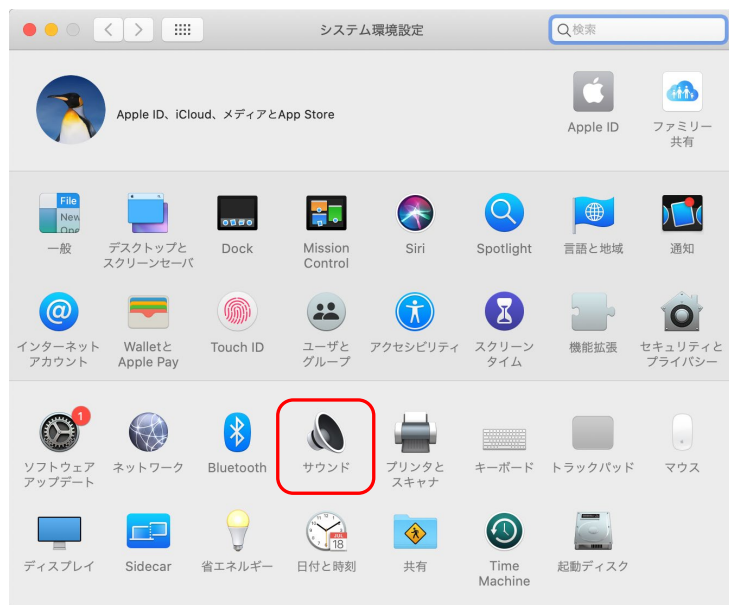 システム環境設定
検索
Apple ID、iCloud、メディアとApp Store
Apple ID
ファミリー
共有
File
New
Ope
一般
デスクトップと
スクリーンセーバ
Dock
Mission
Control
Siri
Spotlight
言語と地域
通知
インターネット
アカウント
Walletと
Apple Pay
Touch ID
ユーザと
グループ
アクセシビリティ
スクリーン
タイム
機能拡張
セキュリティと
プライバシー
1
ソフトウェア
アップデート
ネットワーク
Bluetooth
サウンド
プリンタと
スキャナ
キーボード
トラックパッド
マウス
ディスプレイ
Sidecar
省エネルギー
JUL
18
日付と時刻
共有
Time
Machine
起動ディスク